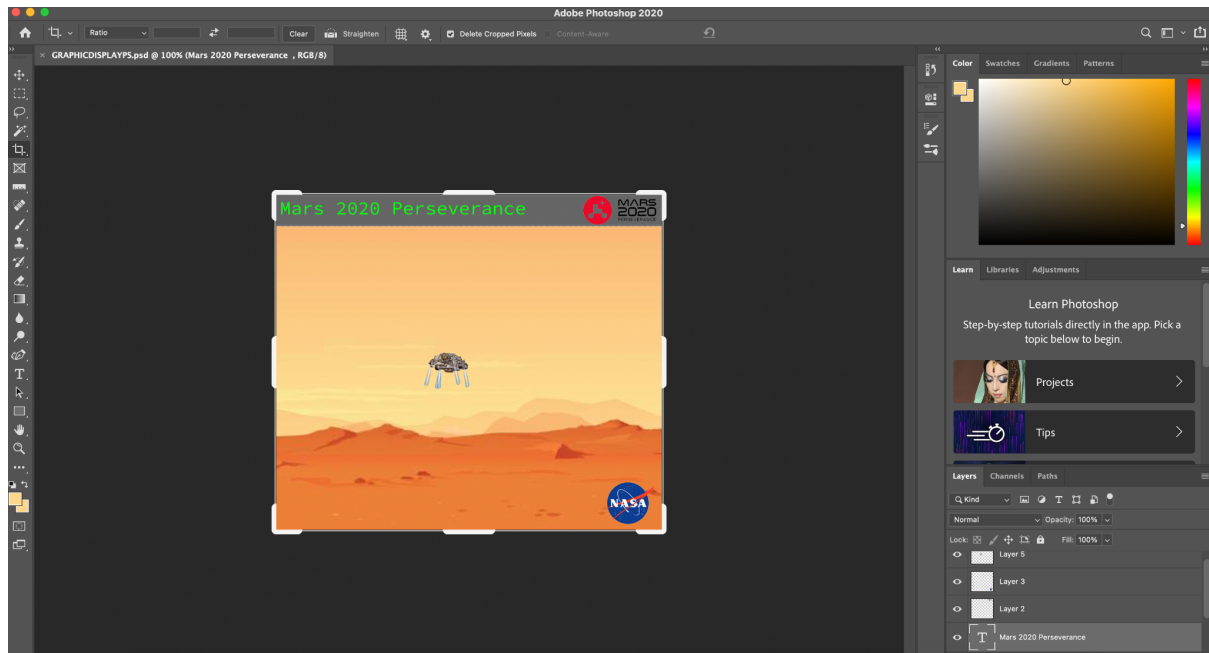 Adobe Photoshop 2020
Ratio
Clear
Straighten
Delete Cropped Pixels
Content-Aware
× GRAPHICDISPLAYPS.psd @ 100% (Mars 2020 Perseverance , RGB/8)
Mars 2020 Perseverance
MARS
2020
PERSEVERANCE
NASA
Color Swatches Gradients Patterns
Learn Libraries Adjustments
Learn Photoshop
Step-by-step tutorials directly in the app. Pick a
topic below to begin.
Projects
Tips
Layers Channels Paths
Kind
Normal Opacity: 100%
Lock: Fill: 100%
Layer 5
Layer 3
Layer 2
T Mars 2020 Perseverance